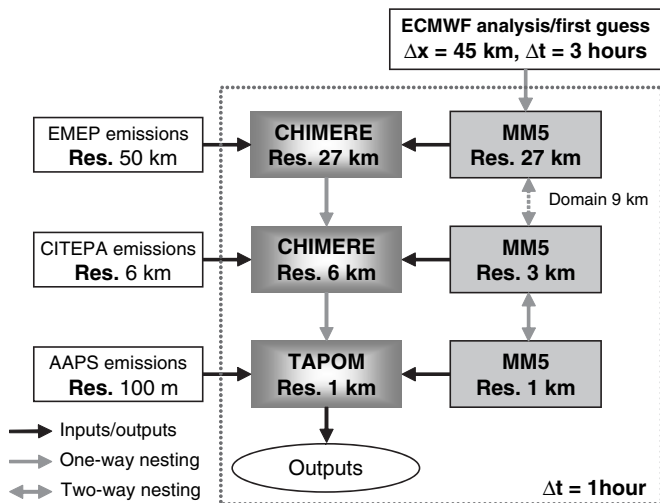 ECMWF analysis/first guess
Δx = 45 km, Δt = 3 hours
EMEP emissions
Res. 50 km
CHIMERE
Res. 27 km
MM5
Res. 27 km
Domain 9 km
CITEPA emissions
Res. 6 km
CHIMERE
Res. 6 km
MM5
Res. 3 km
AAPS emissions
Res. 100 m
TAPOM
Res. 1 km
MM5
Res. 1 km
Inputs/outputs
One-way nesting
Two-way nesting
Outputs
Δt = 1hour